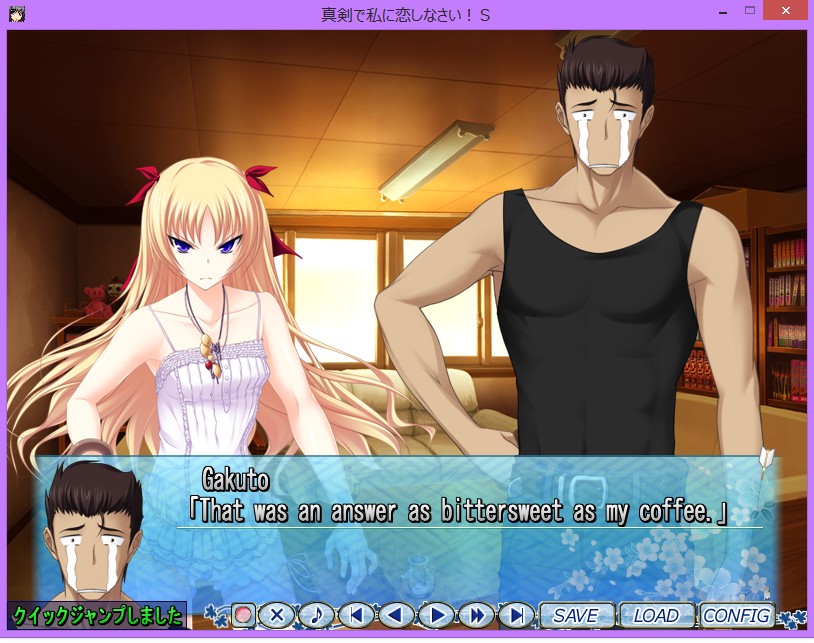 真剣で私に恋しなさい！Ｓ
Gakuto
「That was an answer as bittersweet as my coffee.」
クイックジャンプしました
SAVE LOAD CONFIG